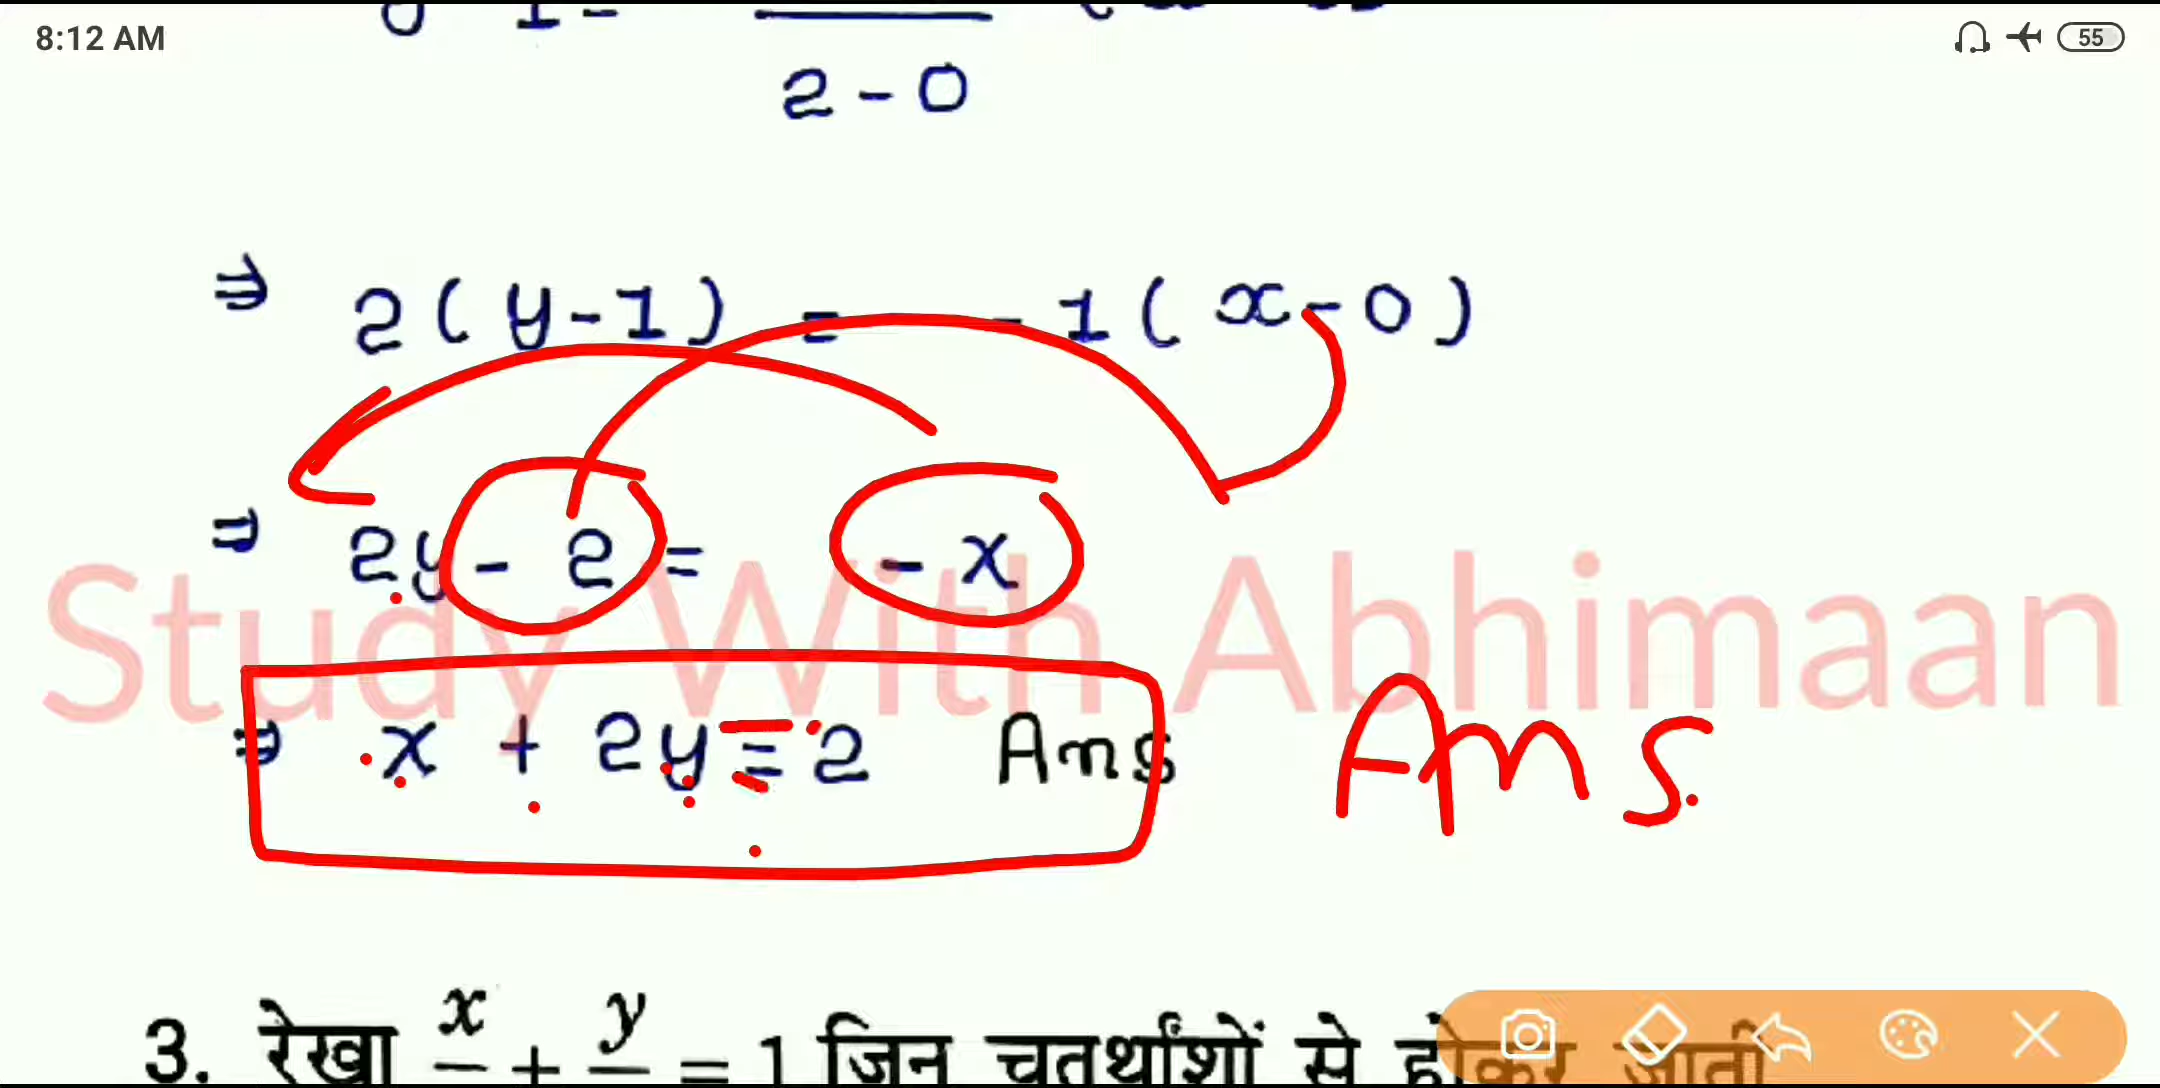 8:12 AM 55
2 - 0
⇒ 2(y-1) = -1(x-0)
⇒ 2y - 2 = - x
Study With Abhimaan
⇒ x + 2y = 2 Ans Ans.
3. रेखा x + y = 1 जिन चतुर्थांशों से होकर जाती